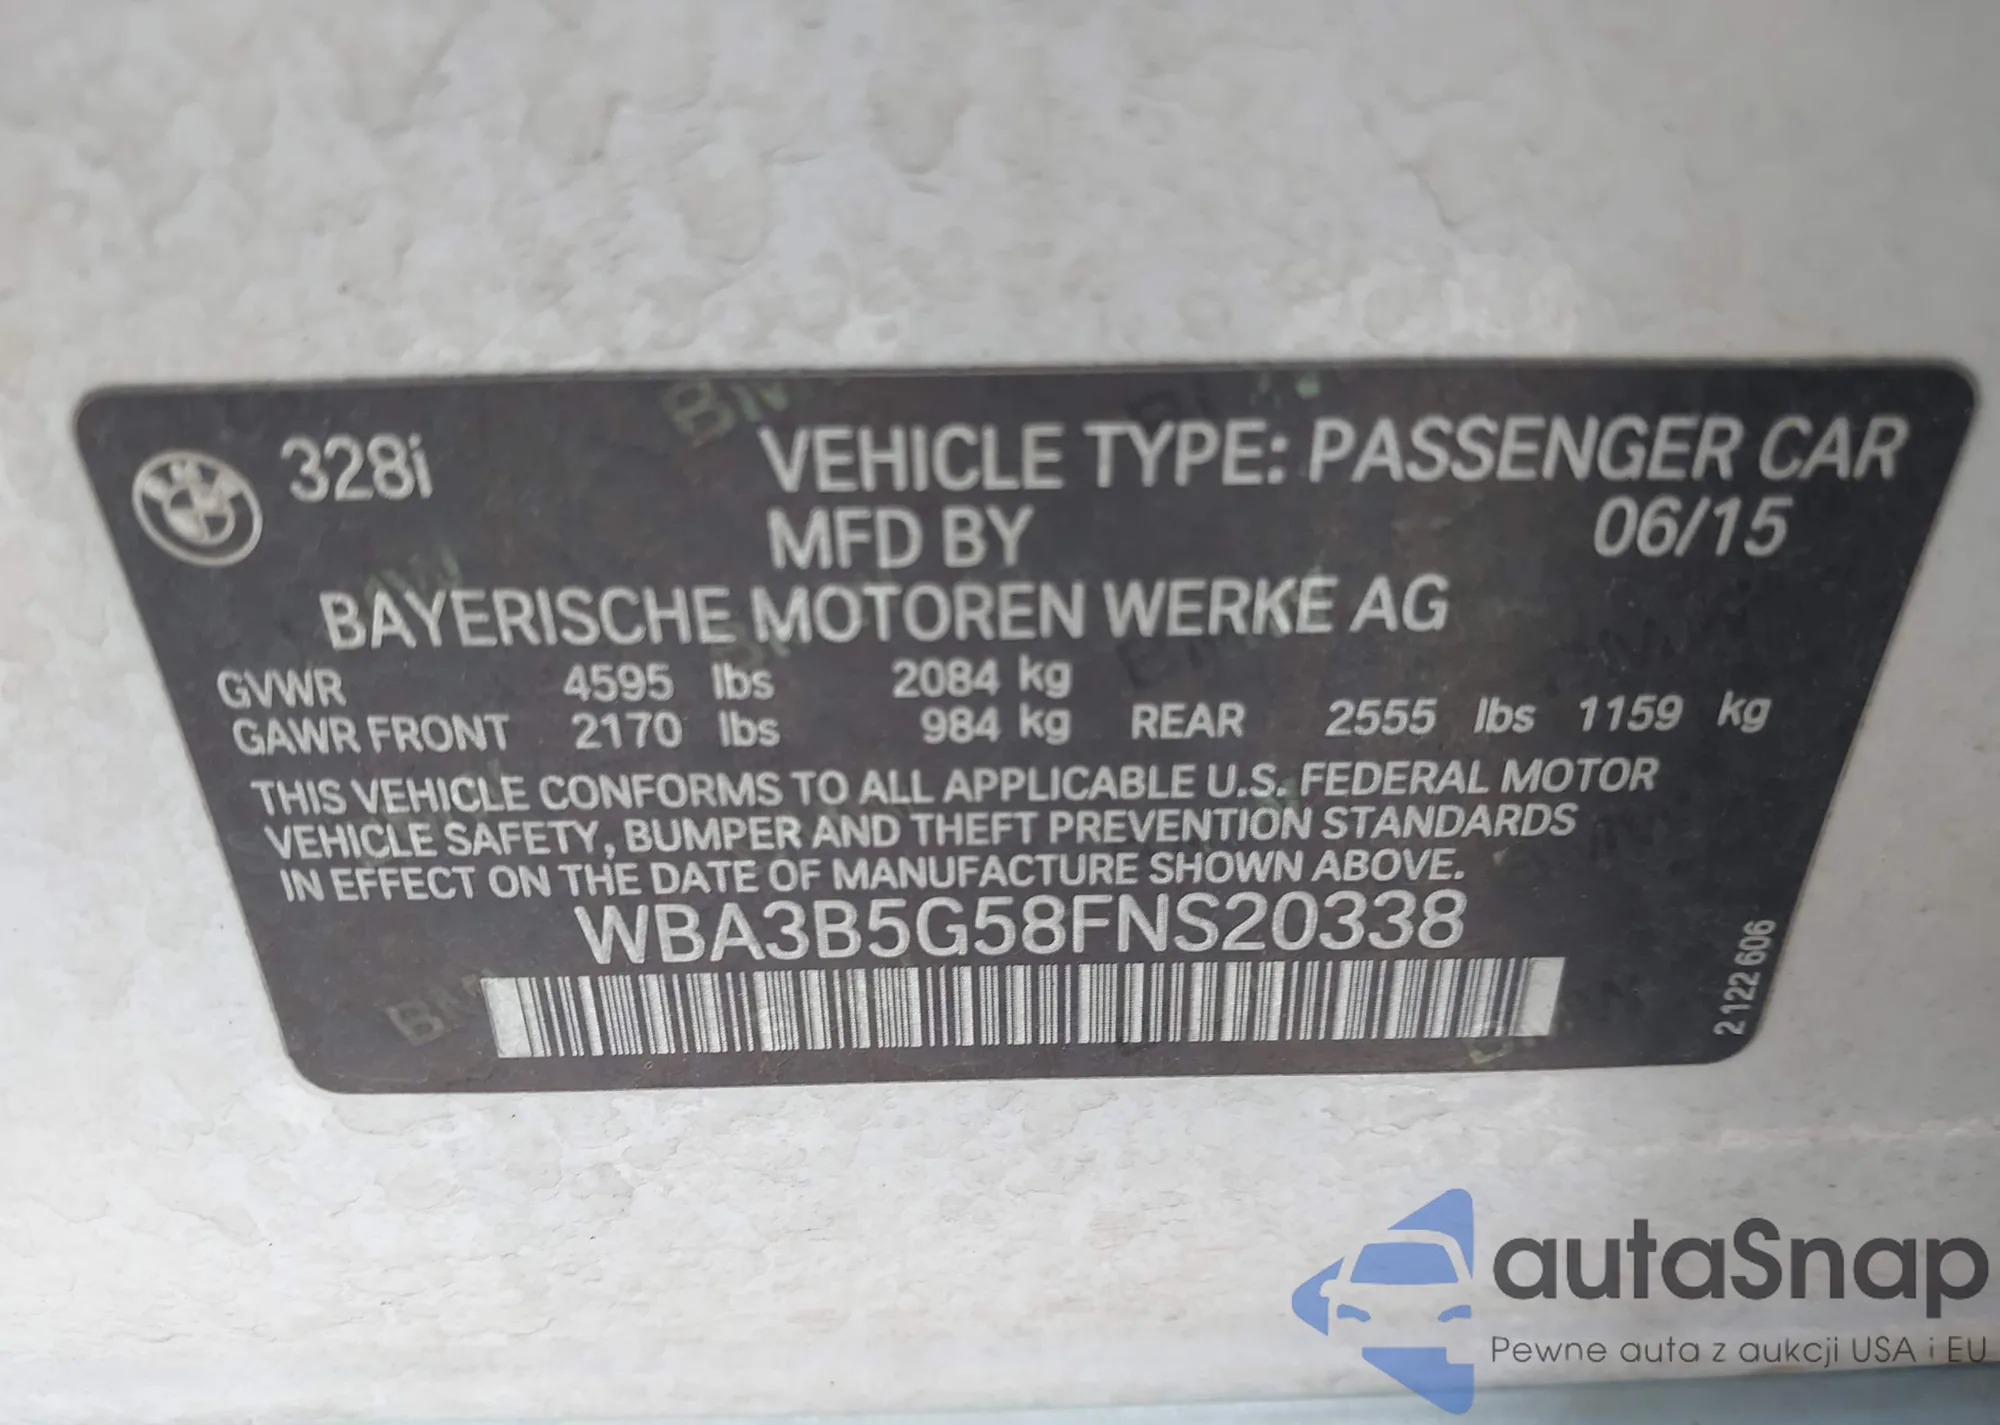 328i
VEHICLE TYPE: PASSENGER CAR
MFD BY 06/15
BAYERISCHE MOTOREN WERKE AG
GVWR 4595 lbs 2084 kg
GAWR FRONT 2170 lbs 984 kg REAR 2555 lbs 1159 kg
THIS VEHICLE CONFORMS TO ALL APPLICABLE U.S. FEDERAL MOTOR
VEHICLE SAFETY, BUMPER AND THEFT PREVENTION STANDARDS
IN EFFECT ON THE DATE OF MANUFACTURE SHOWN ABOVE.
WBA3B5G58FNS20338
2 122 606
autaSnap
Pewne auta z aukcji USA i EU